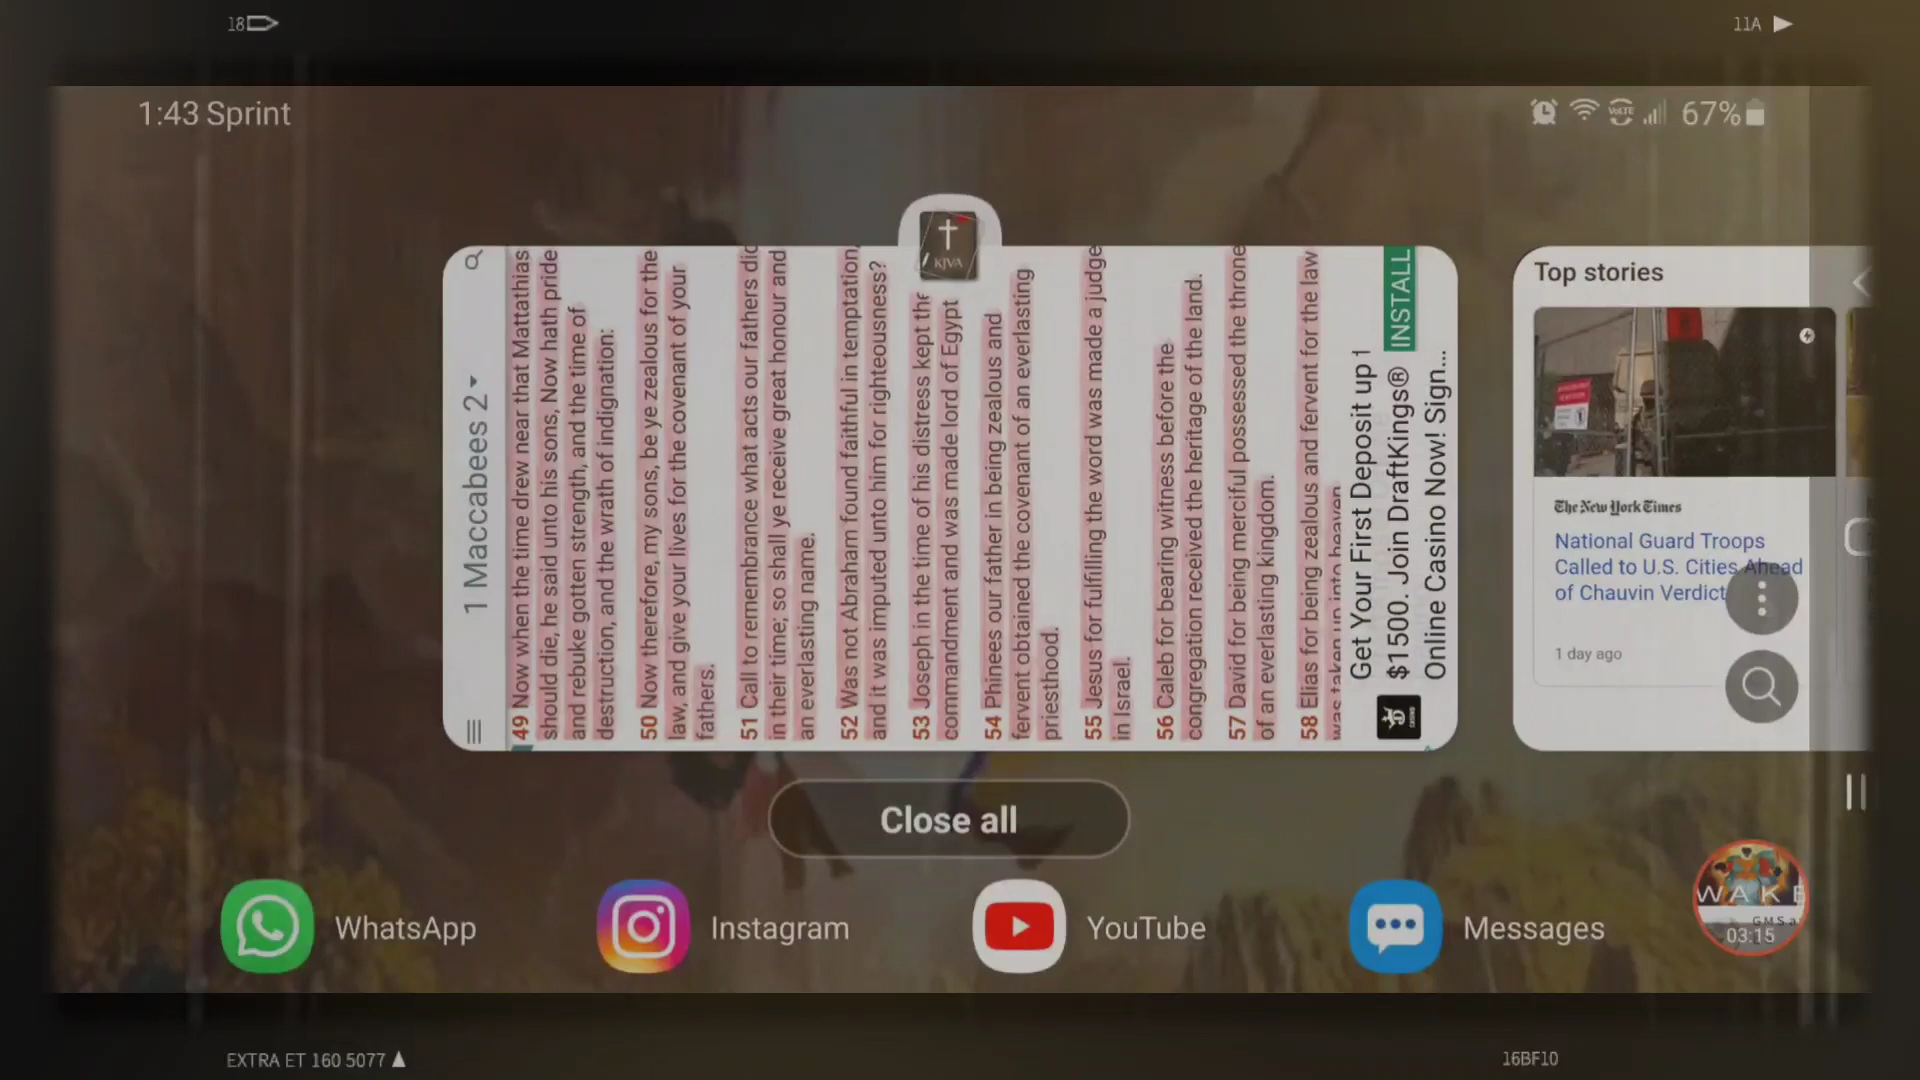 18
11A
1:43 Sprint
67%
KJVA
1 Maccabees 2
49 Now when the time drew near that Mattathias
should die, he said unto his sons, Now hath pride
and rebuke gotten strength, and the time of
destruction, and the wrath of indignation:
50 Now therefore, my sons, be ye zealous for the
law, and give your lives for the covenant of your
fathers.
51 Call to remembrance what acts our fathers did
in their time; so shall ye receive great honour and
an everlasting name.
52 Was not Abraham found faithful in temptation,
and it was imputed unto him for righteousness?
53 Joseph in the time of his distress kept the
commandment and was made lord of Egypt
54 Phinees our father in being zealous and
fervent obtained the covenant of an everlasting
priesthood.
55 Jesus for fulfilling the word was made a judge
in Israel.
56 Caleb for bearing witness before the
congregation received the heritage of the land.
57 David for being merciful possessed the throne
of an everlasting kingdom.
58 Elias for being zealous and fervent for the law
was taken up into heaven
Get Your First Deposit up
$1500. Join DraftKings®
Online Casino Now! Sign...
INSTALL
CASINO
Top stories
The New York Times
National Guard Troops
Called to U.S. Cities Ahead
of Chauvin Verdict
1 day ago
Close all
WhatsApp
Instagram
YouTube
Messages
WAKE
GMS a
03:15
EXTRA ET 160 5077
16BF10